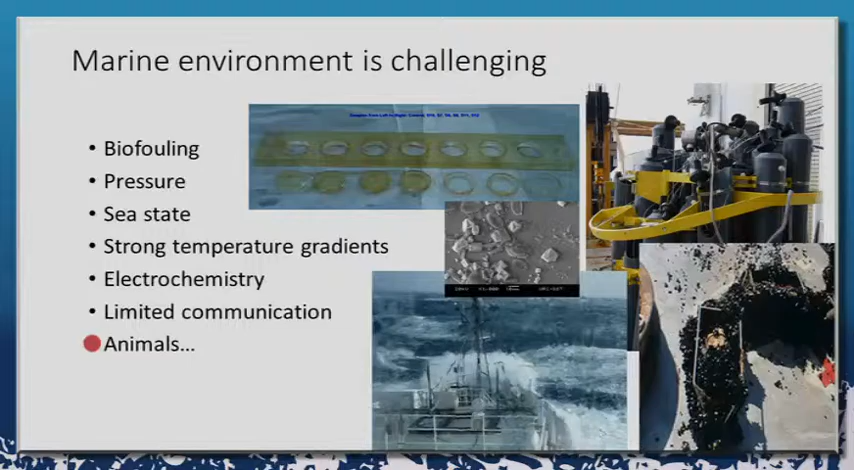 Marine environment is challenging
• Biofouling
• Pressure
• Sea state
• Strong temperature gradients
• Electrochemistry
• Limited communication
Animals…